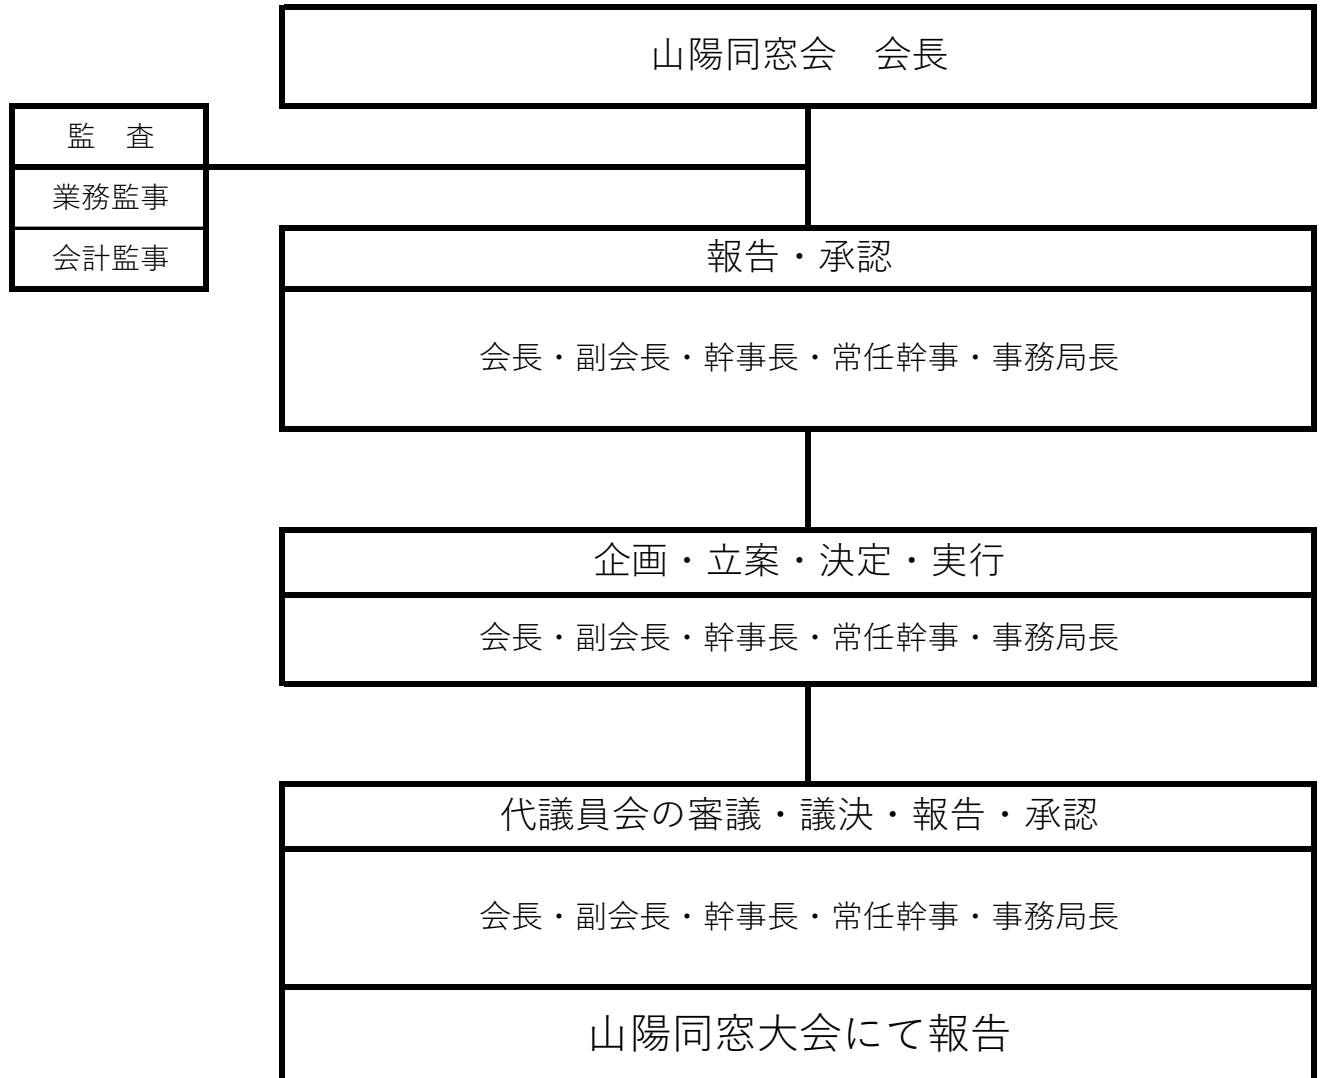 山陽同窓会　会長
監　査
業務監事
会計監事
報告・承認
会長・副会長・幹事長・常任幹事・事務局長
企画・立案・決定・実行
会長・副会長・幹事長・常任幹事・事務局長
代議員会の審議・議決・報告・承認
会長・副会長・幹事長・常任幹事・事務局長
山陽同窓大会にて報告